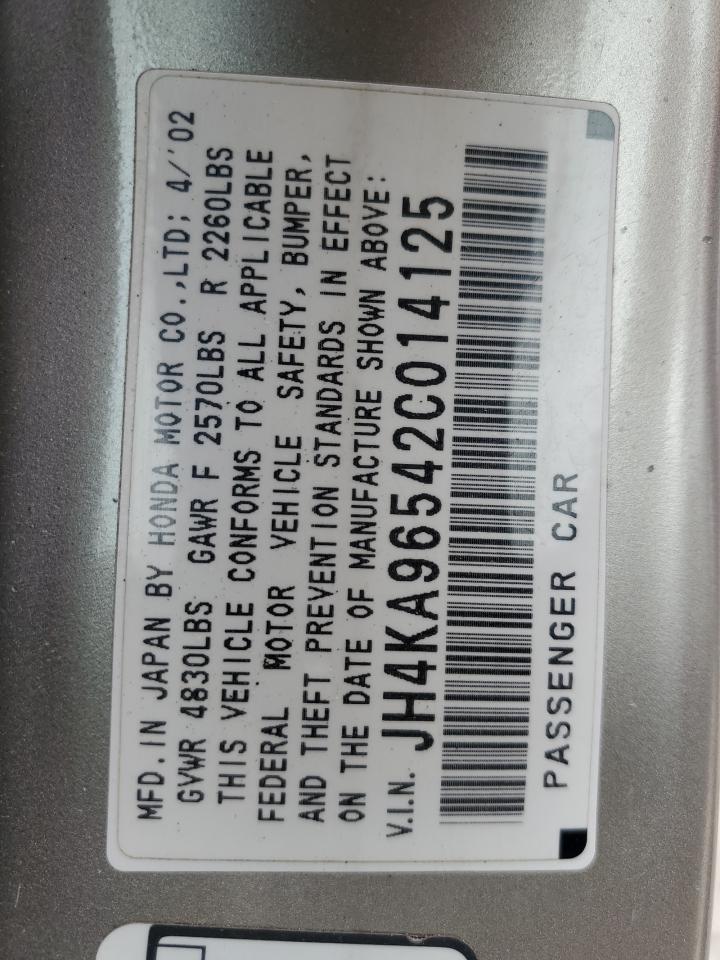 MFD. IN JAPAN BY HONDA MOTOR CO.,LTD; 4/'02
GVWR 4830LBS GAWR F 2570LBS R 2260LBS
THIS VEHICLE CONFORMS TO ALL APPLICABLE
FEDERAL MOTOR VEHICLE SAFETY, BUMPER,
AND THEFT PREVENTION STANDARDS IN EFFECT
ON THE DATE OF MANUFACTURE SHOWN ABOVE:
V.I.N. JH4KA96542C014125
PASSENGER CAR